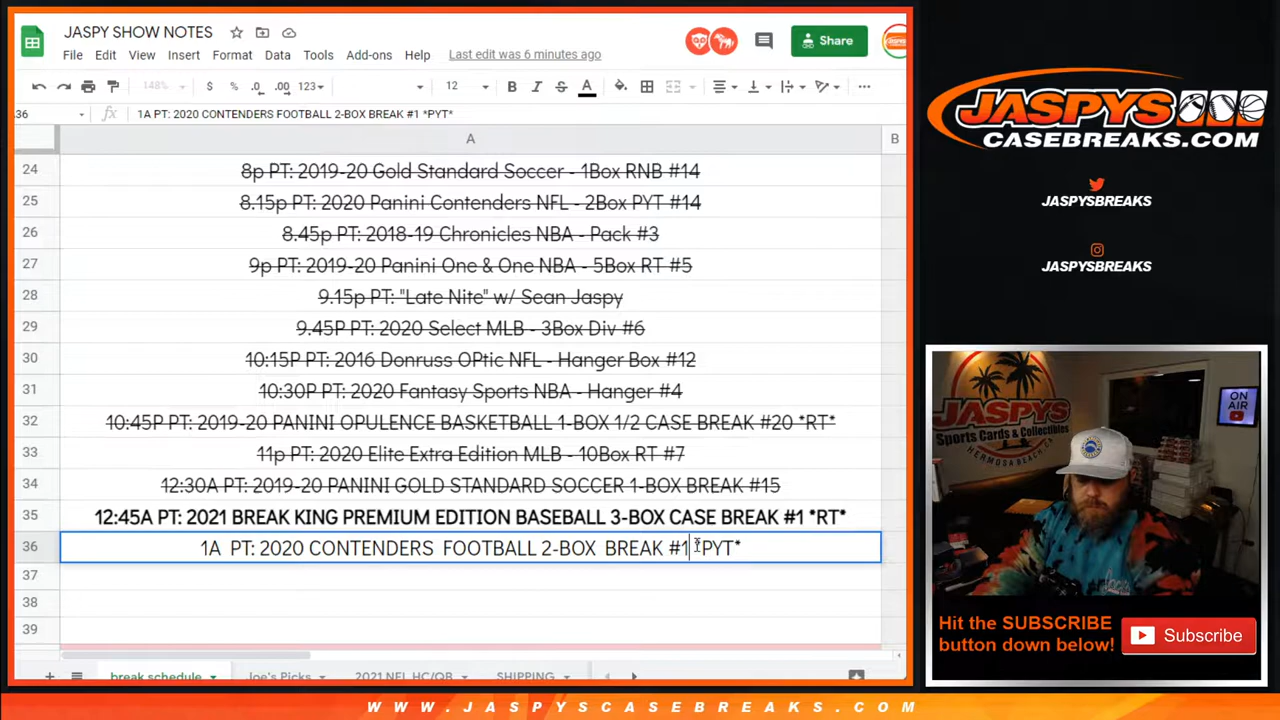 JASPY SHOW NOTES
File Edit View Insert Format Data Tools Add-ons Help Last edit was 6 minutes ago
Share
148% $ % .0 .00 123 12 B I S A
36 fx 1A PT: 2020 CONTENDERS FOOTBALL 2-BOX BREAK #1 *PYT*
A B
24 8p PT: 2019-20 Gold Standard Soccer - 1Box RNB #14
25 8.15p PT: 2020 Panini Contenders NFL - 2Box PYT #14
26 8.45p PT: 2018-19 Chronicles NBA - Pack #3
27 9p PT: 2019-20 Panini One & One NBA - 5Box RT #5
28 9.15p PT: "Late Nite" w/ Sean Jaspy
29 9.45P PT: 2020 Select MLB - 3Box Div #6
30 10:15P PT: 2016 Donruss OPtic NFL - Hanger Box #12
31 10:30P PT: 2020 Fantasy Sports NBA - Hanger #4
32 10:45P PT: 2019-20 PANINI OPULENCE BASKETBALL 1-BOX 1/2 CASE BREAK #20 *RT*
33 11p PT: 2020 Elite Extra Edition MLB - 10Box RT #7
34 12:30A PT: 2019-20 PANINI GOLD STANDARD SOCCER 1-BOX BREAK #15
35 12:45A PT: 2021 BREAK KING PREMIUM EDITION BASEBALL 3-BOX CASE BREAK #1 *RT*
36 1A PT: 2020 CONTENDERS FOOTBALL 2-BOX BREAK #1 *PYT*
37
38
39
break schedule Joe's Picks 2021 NFL HC/QB SHIPPING
JASPYS
CASEBREAKS.COM
JASPYSBREAKS
JASPYSBREAKS
JASPYS
Sports Cards & Collectibles
HERMOSA BEACH
ON
AIR
Hit the SUBSCRIBE
button down below!
Subscribe
WWW.JASPYSCASEBREAKS.COM